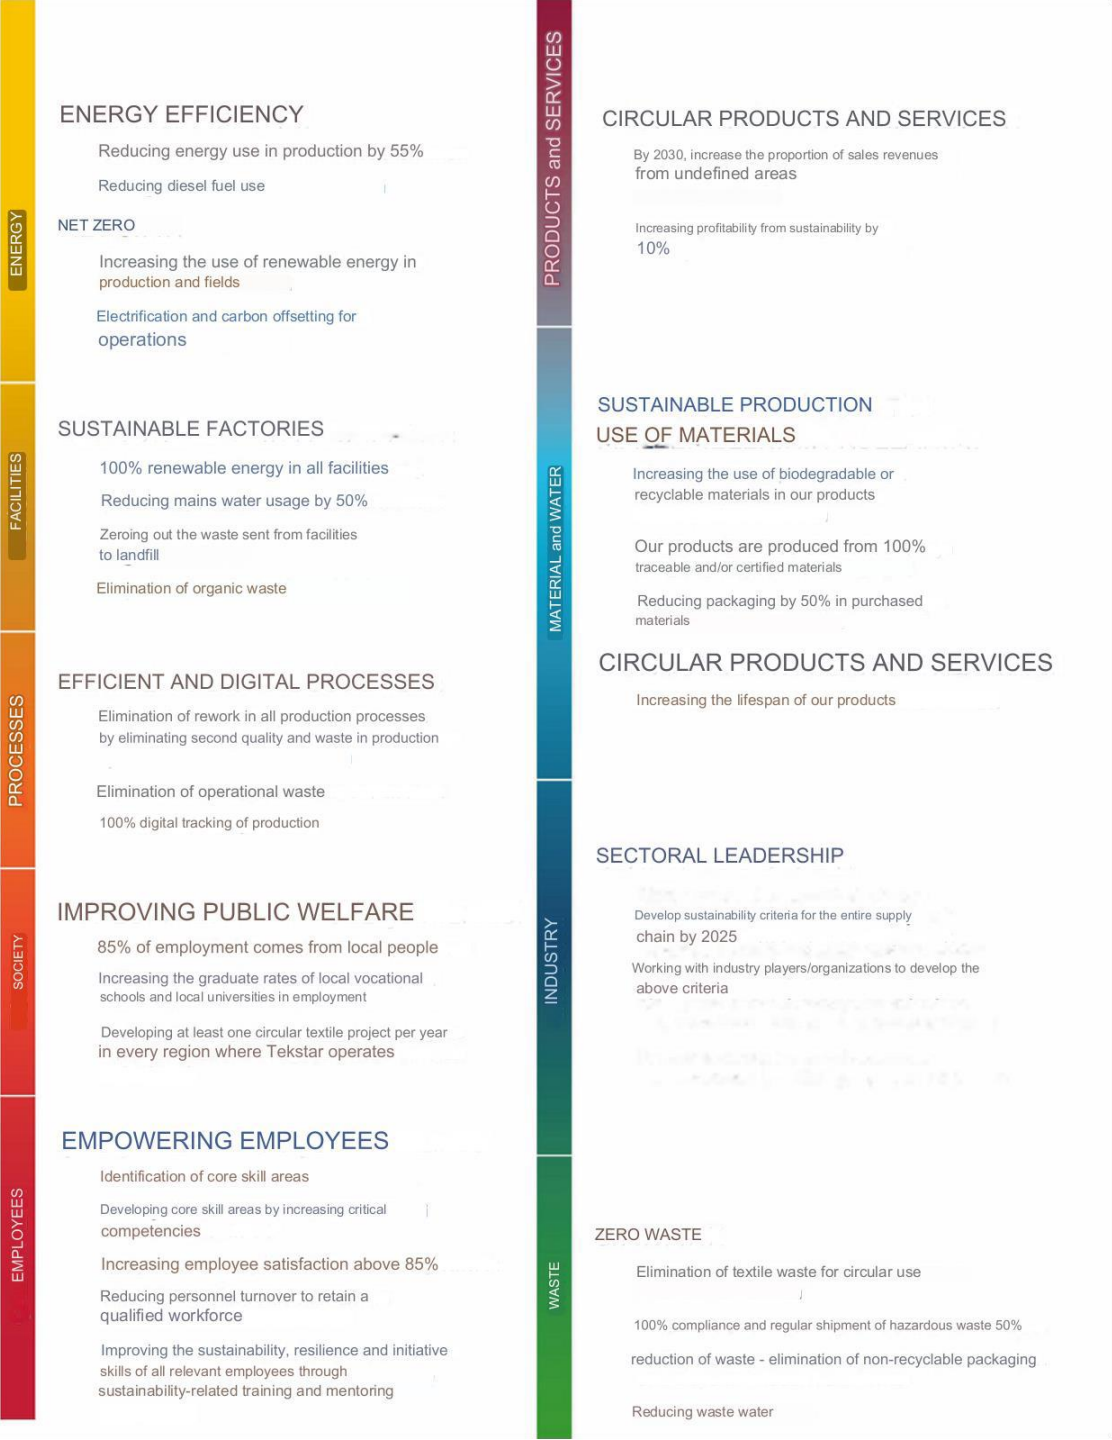 ENERGY
ENERGY EFFICIENCY
Reducing energy use in production by 55%
Reducing diesel fuel use
NET ZERO
Increasing the use of renewable energy in
production and fields
Electrification and carbon offsetting for
operations
FACILITIES
SUSTAINABLE FACTORIES
100% renewable energy in all facilities
Reducing mains water usage by 50%
Zeroing out the waste sent from facilities
to landfill
Elimination of organic waste
PROCESSES
EFFICIENT AND DIGITAL PROCESSES
Elimination of rework in all production processes
by eliminating second quality and waste in production
Elimination of operational waste
100% digital tracking of production
SOCIETY
IMPROVING PUBLIC WELFARE
85% of employment comes from local people
Increasing the graduate rates of local vocational
schools and local universities in employment
Developing at least one circular textile project per year
in every region where Tekstar operates
EMPLOYEES
EMPOWERING EMPLOYEES
Identification of core skill areas
Developing core skill areas by increasing critical
competencies
Increasing employee satisfaction above 85%
Reducing personnel turnover to retain a
qualified workforce
Improving the sustainability, resilience and initiative
skills of all relevant employees through
sustainability-related training and mentoring
PRODUCTS and SERVICES
CIRCULAR PRODUCTS AND SERVICES
By 2030, increase the proportion of sales revenues
from undefined areas
Increasing profitability from sustainability by
10%
MATERIAL and WATER
SUSTAINABLE PRODUCTION
USE OF MATERIALS
Increasing the use of biodegradable or
recyclable materials in our products
Our products are produced from 100%
traceable and/or certified materials
Reducing packaging by 50% in purchased
materials
CIRCULAR PRODUCTS AND SERVICES
Increasing the lifespan of our products
INDUSTRY
SECTORAL LEADERSHIP
Develop sustainability criteria for the entire supply
chain by 2025
Working with industry players/organizations to develop the
above criteria
WASTE
ZERO WASTE
Elimination of textile waste for circular use
100% compliance and regular shipment of hazardous waste 50%
reduction of waste - elimination of non-recyclable packaging
Reducing waste water